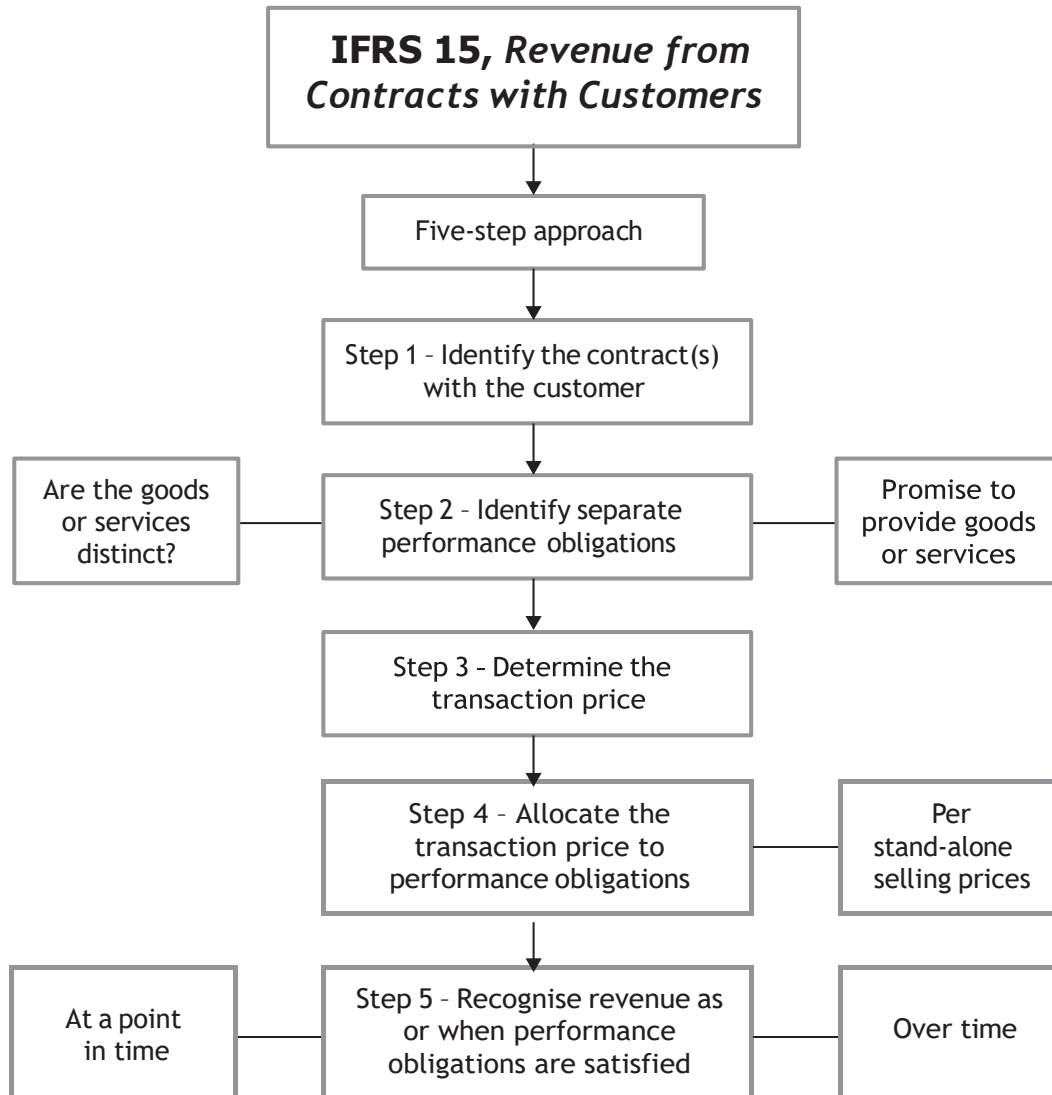 IFRS 15, Revenue from
Contracts with Customers
Five-step approach
Step 1 – Identify the contract(s)
with the customer
Are the goods
or services
distinct?
Step 2 – Identify separate
performance obligations
Promise to
provide goods
or services
Step 3 – Determine the
transaction price
Step 4 – Allocate the
transaction price to
performance obligations
Per
stand-alone
selling prices
At a point
in time
Step 5 – Recognise revenue as
or when performance
obligations are satisfied
Over time